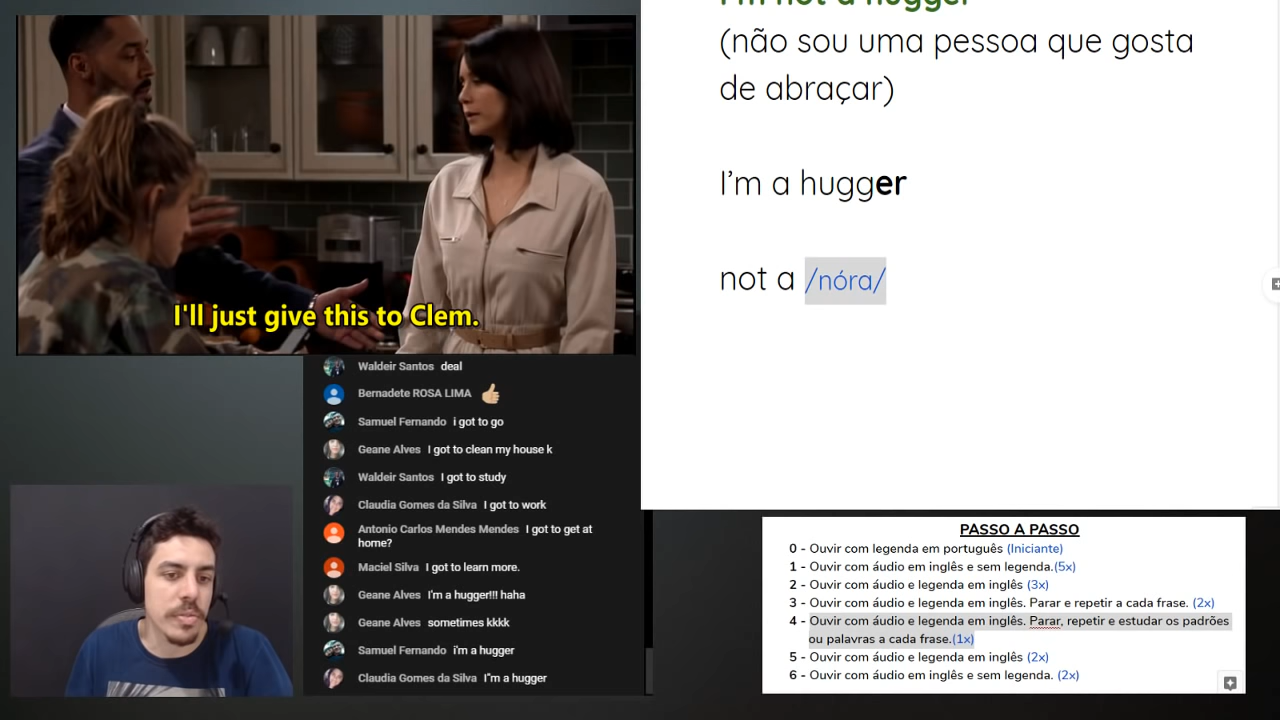 I'll just give this to Clem.
Waldeir Santos deal
Bernadete ROSA LIMA
Samuel Fernando i got to go
Geane Alves I got to clean my house k
Waldeir Santos I got to study
Claudia Gomes da Silva I got to work
Antonio Carlos Mendes Mendes I got to get at
home?
Maciel Silva I got to learn more.
Geane Alves I'm a hugger!!! haha
Geane Alves sometimes kkkk
Samuel Fernando i'm a hugger
Claudia Gomes da Silva I"m a hugger
I'm not a hugger
(não sou uma pessoa que gosta
de abraçar)
I’m a hugger
not a /nóra/
PASSO A PASSO
0 - Ouvir com legenda em português (Iniciante)
1 - Ouvir com áudio em inglês e sem legenda.(5x)
2 - Ouvir com áudio e legenda em inglês (3x)
3 - Ouvir com áudio e legenda em inglês. Parar e repetir a cada frase. (2x)
4 - Ouvir com áudio e legenda em inglês. Parar, repetir e estudar os padrões
ou palavras a cada frase.(1x)
5 - Ouvir com áudio e legenda em inglês (2x)
6 - Ouvir com áudio em inglês e sem legenda. (2x)